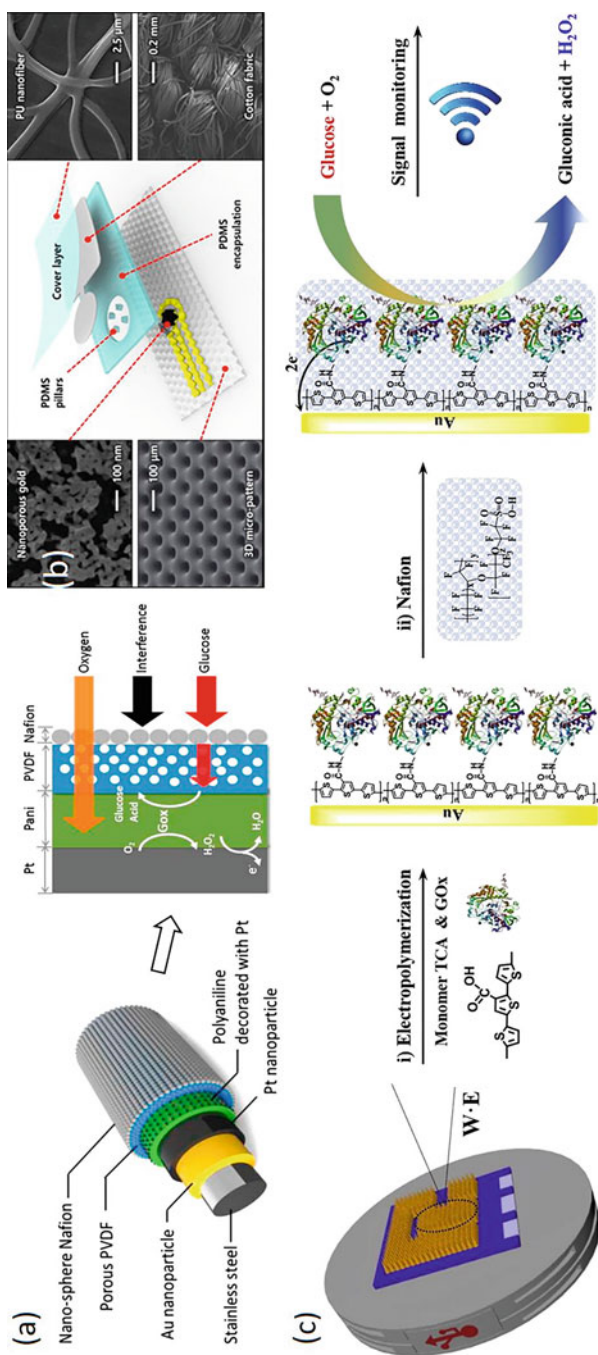 (a)
Nano-sphere Nafion
Porous PVDF
Au nanoparticle
Stainless steel
Polyaniline
decorated with Pt
Pt nanoparticle
Pt
Pani
PVDF
Nafion
Oxygen
Interference
Glucose
Glucose
Acid
Gox
O2
H2O2
e-
H2O
(b)
Nanoporous gold
100 nm
3D micro-pattern
100 µm
PDMS
pillars
Cover layer
PDMS
encapsulation
PU nanofiber
2.5 µm
Cotton fabric
0.2 mm
(c)
W·E
i) Electropolymerization
Monomer TCA & GOx
O
OH
S
S
S
Au
ii) Nafion
Au
2e-
Glucose + O2
Gluconic acid + H2O2
Signal monitoring